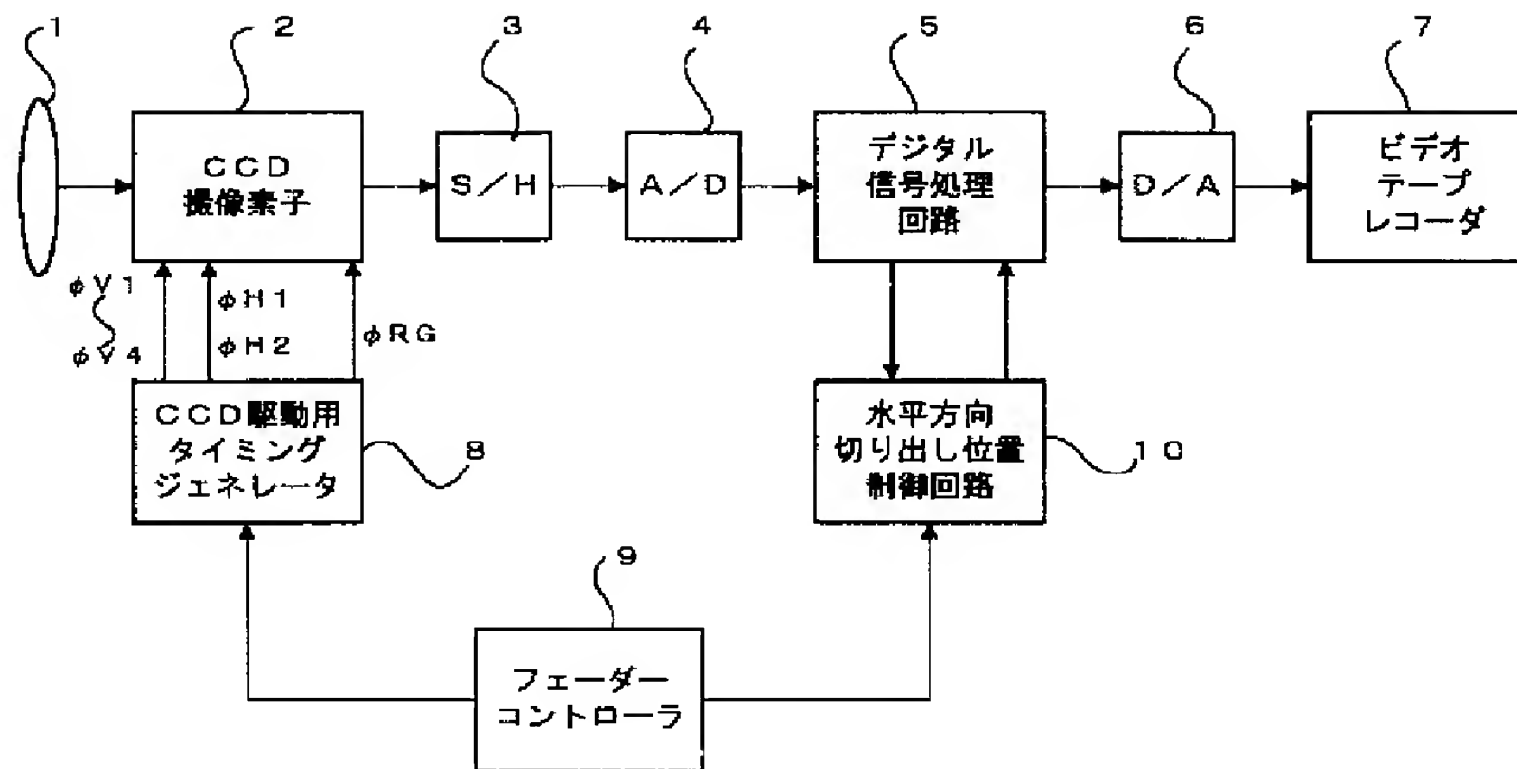 1
2
3
4
5
6
7
CCD
撮像素子
S/H
A/D
デジタル
信号処理
回路
D/A
ビデオ
テープ
レコーダ
φV1
φV4
φH1
φH2
φRG
CCD駆動用
タイミング
ジェネレータ
8
水平方向
切り出し位置
制御回路
10
9
フェーダー
コントローラ